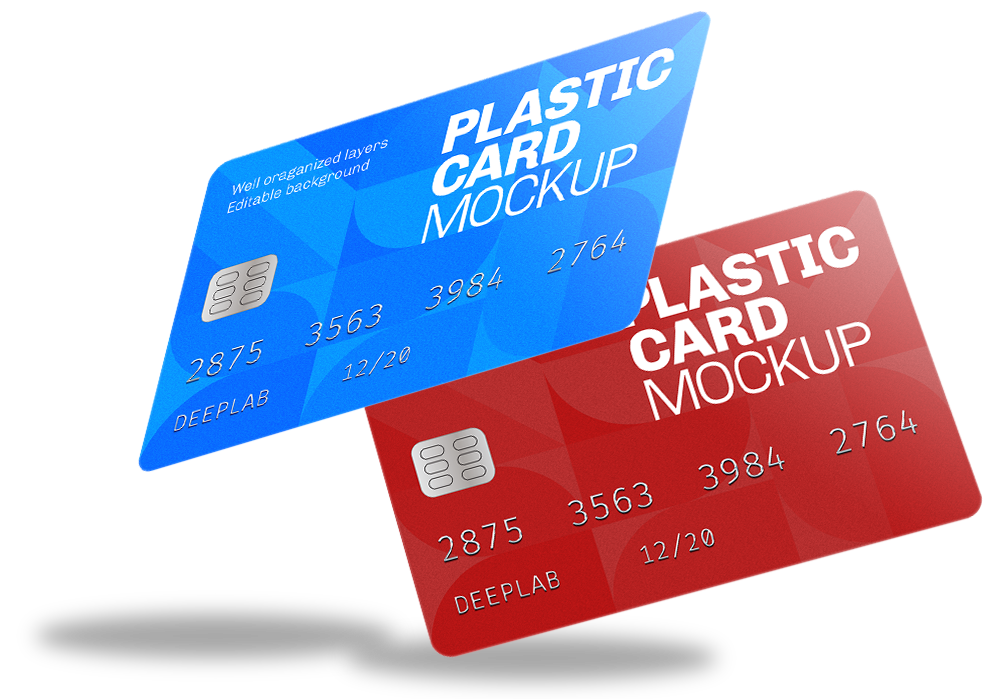 PLASTIC
CARD
MOCKUP
Well oraganized layers
Editable background
2875 3563 3984 2764
12/20
DEEPLAB
PLASTIC
CARD
MOCKUP
2875 3563 3984 2764
12/20
DEEPLAB